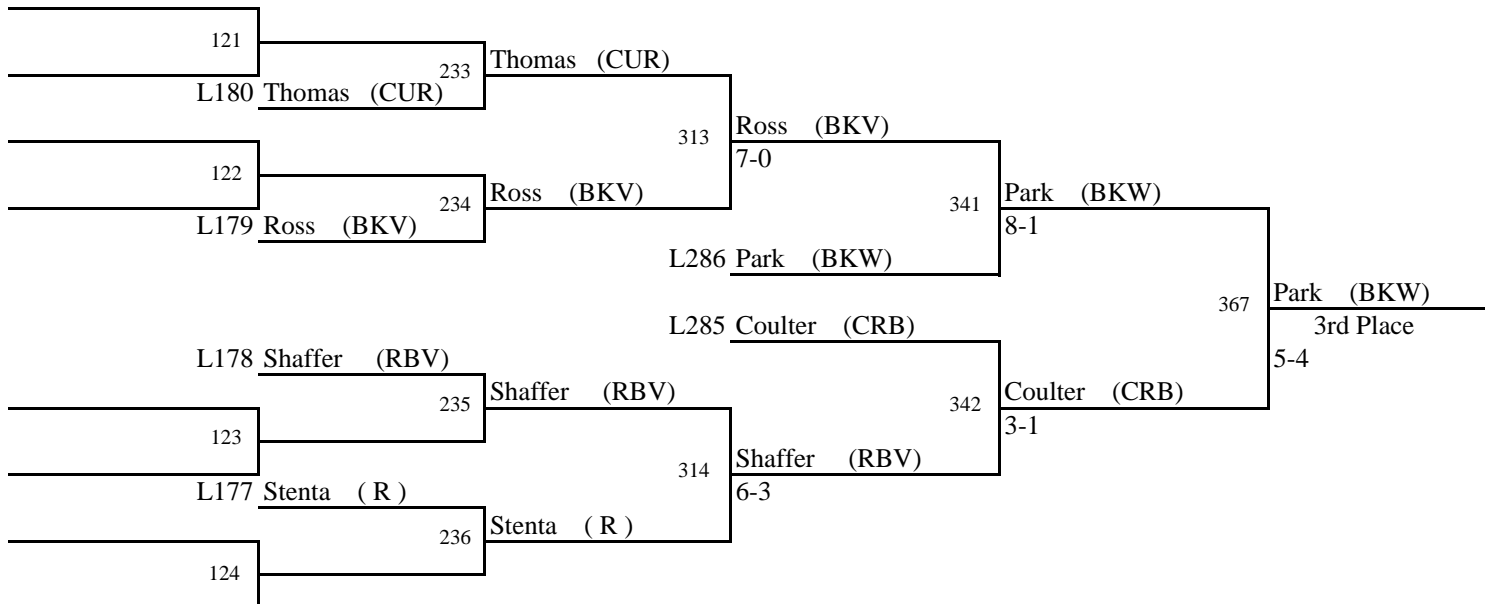 121
233 Thomas (CUR)
L180 Thomas (CUR)
313 Ross (BKV)
7-0
122
234 Ross (BKV)
341 Park (BKW)
L179 Ross (BKV)
8-1
L286 Park (BKW)
367 Park (BKW)
3rd Place
L285 Coulter (CRB)
5-4
L178 Shaffer (RBV)
235 Shaffer (RBV)
342 Coulter (CRB)
3-1
123
314 Shaffer (RBV)
6-3
L177 Stenta ( R )
236 Stenta ( R )
124